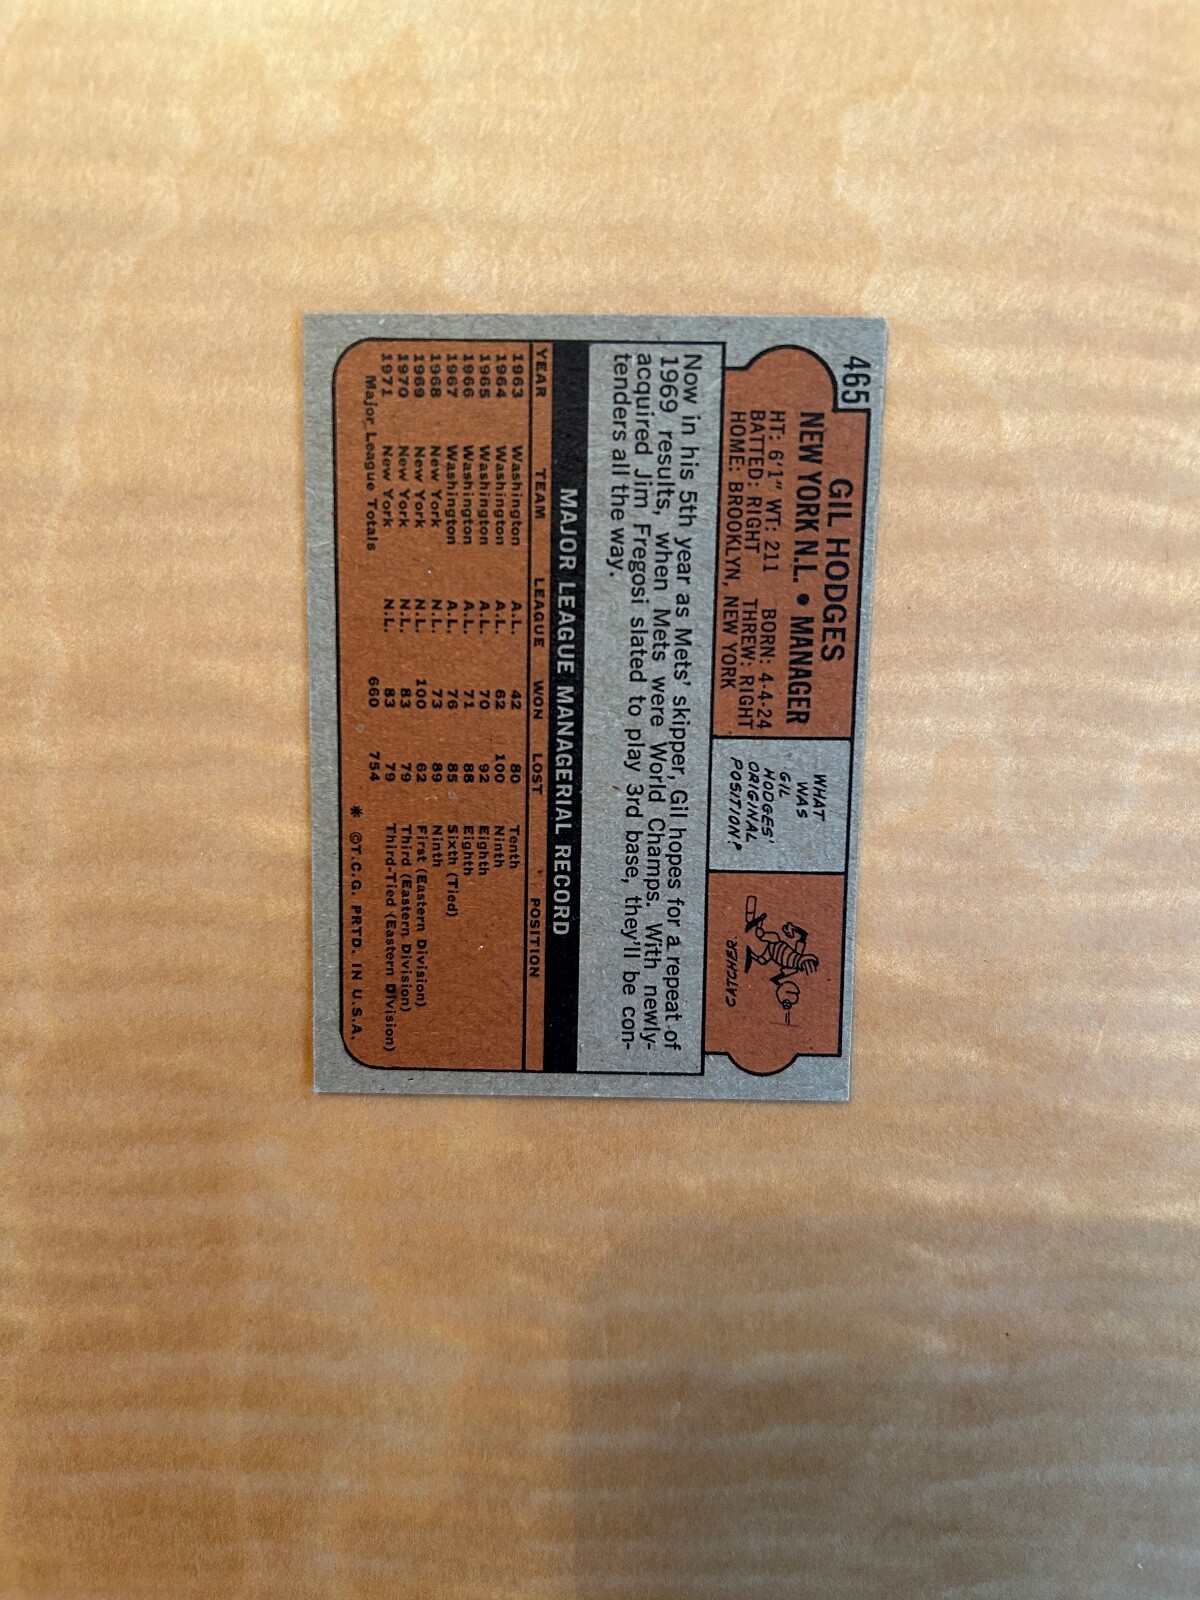 465
GIL HODGES
NEW YORK N.L. • MANAGER
HT: 6'1" WT: 211 BORN: 4-4-24
BATTED: RIGHT THREW: RIGHT
HOME: BROOKLYN, NEW YORK
WHAT
WAS
GIL
HODGES'
ORIGINAL
POSITION?
CATCHER.
Now in his 5th year as Mets' skipper, Gil hopes for a repeat of
1969 results, when Mets were World Champs. With newly-
acquired Jim Fregosi slated to play 3rd base, they'll be con-
tenders all the way.
MAJOR LEAGUE MANAGERIAL RECORD
YEAR TEAM LEAGUE WON LOST POSITION
1963 Washington A.L. 42 80 Tenth
1964 Washington A.L. 62 100 Ninth
1965 Washington A.L. 70 92 Eighth
1966 Washington A.L. 71 88 Eighth
1967 Washington A.L. 76 85 Sixth (Tied)
1968 New York N.L. 73 89 Ninth
1969 New York N.L. 100 62 First (Eastern Division)
1970 New York N.L. 83 79 Third (Eastern Division)
1971 New York N.L. 83 79 Third-Tied (Eastern Division)
Major League Totals 660 754
* ©T.C.G. PRTD. IN U.S.A.